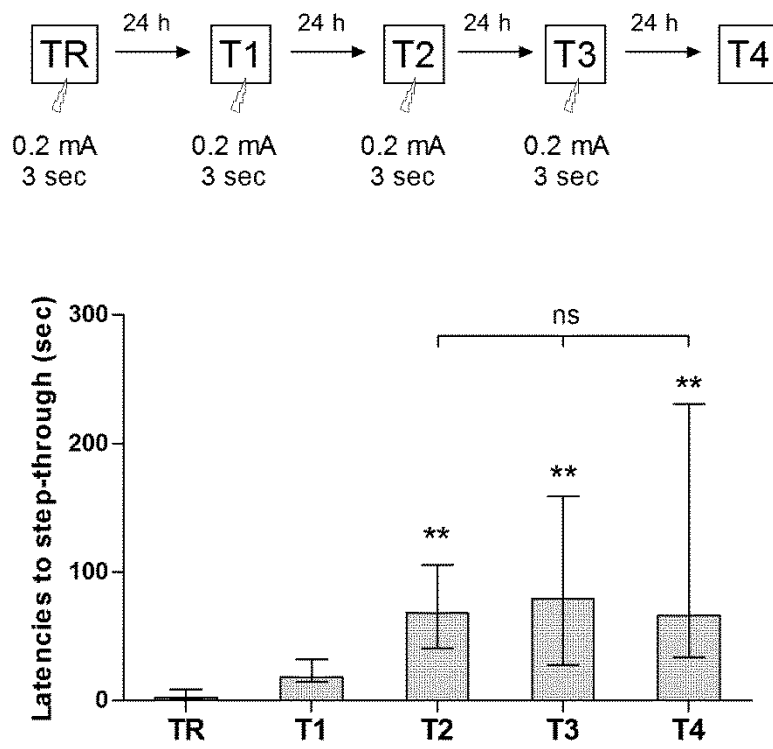 24 h 24 h 24 h 24 h
TR T1 T2 T3 T4
0.2 mA 0.2 mA 0.2 mA 0.2 mA
3 sec 3 sec 3 sec 3 sec
Latencies to step-through (sec)
300
200
100
0
ns
**
**
**
TR T1 T2 T3 T4